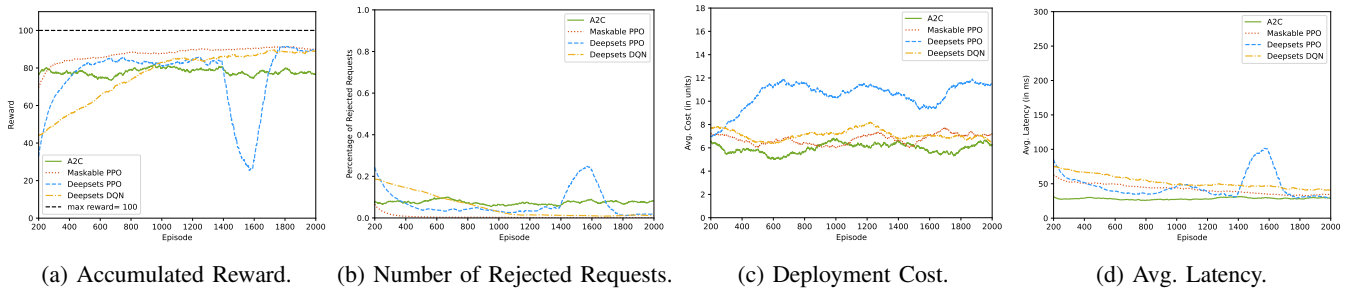 100
80
60
40
20
0
Reward
200 400 600 800 1000 1200 1400 1600 1800 2000
Episode
A2C
Maskable PPO
Deepsets PPO
Deepsets DQN
max reward= 100
(a) Accumulated Reward.
1.0
0.8
0.6
0.4
0.2
0.0
Percentage of Rejected Requests
200 400 600 800 1000 1200 1400 1600 1800 2000
Episode
A2C
Maskable PPO
Deepsets PPO
Deepsets DQN
(b) Number of Rejected Requests.
18
16
14
12
10
8
6
4
2
0
Avg. Cost (in units)
200 400 600 800 1000 1200 1400 1600 1800 2000
Episode
A2C
Maskable PPO
Deepsets PPO
Deepsets DQN
(c) Deployment Cost.
300
250
200
150
100
50
0
Avg. Latency (in ms)
200 400 600 800 1000 1200 1400 1600 1800 2000
Episode
A2C
Maskable PPO
Deepsets PPO
Deepsets DQN
(d) Avg. Latency.